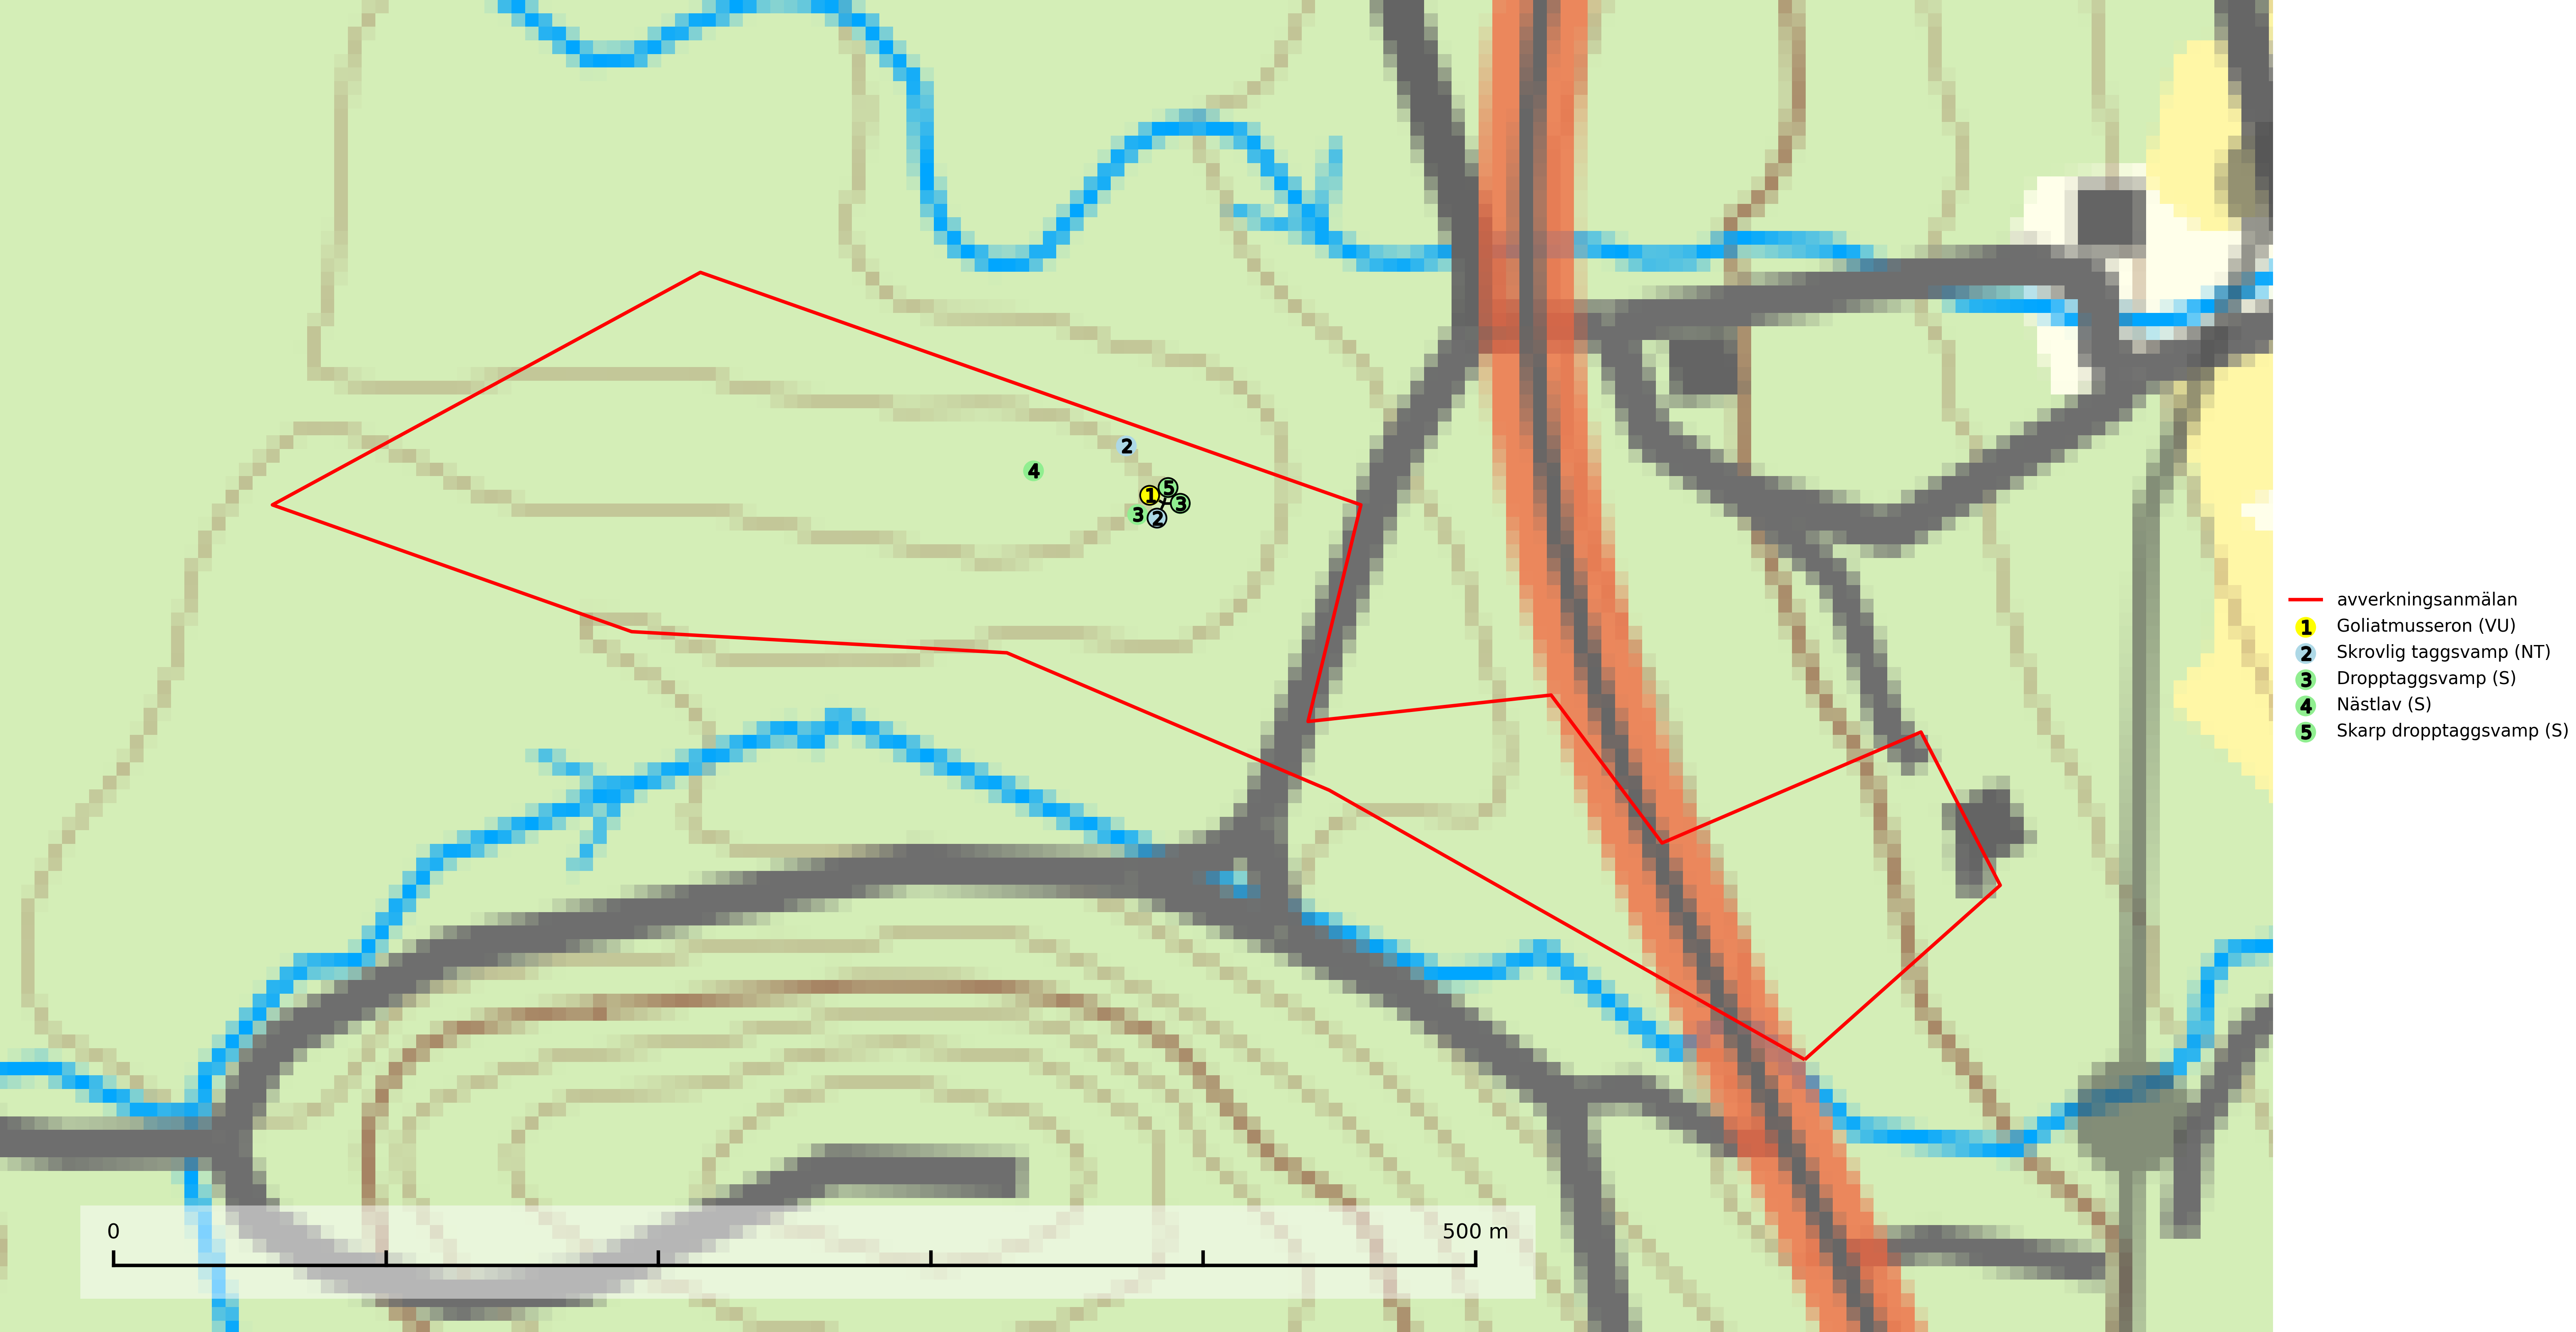 2
4
5
1
3
3
2
avverkningsanmälan
1 Goliatmusseron (VU)
2 Skrovlig taggsvamp (NT)
3 Dropptaggsvamp (S)
4 Nästlav (S)
5 Skarp dropptaggsvamp (S)
0 500 m